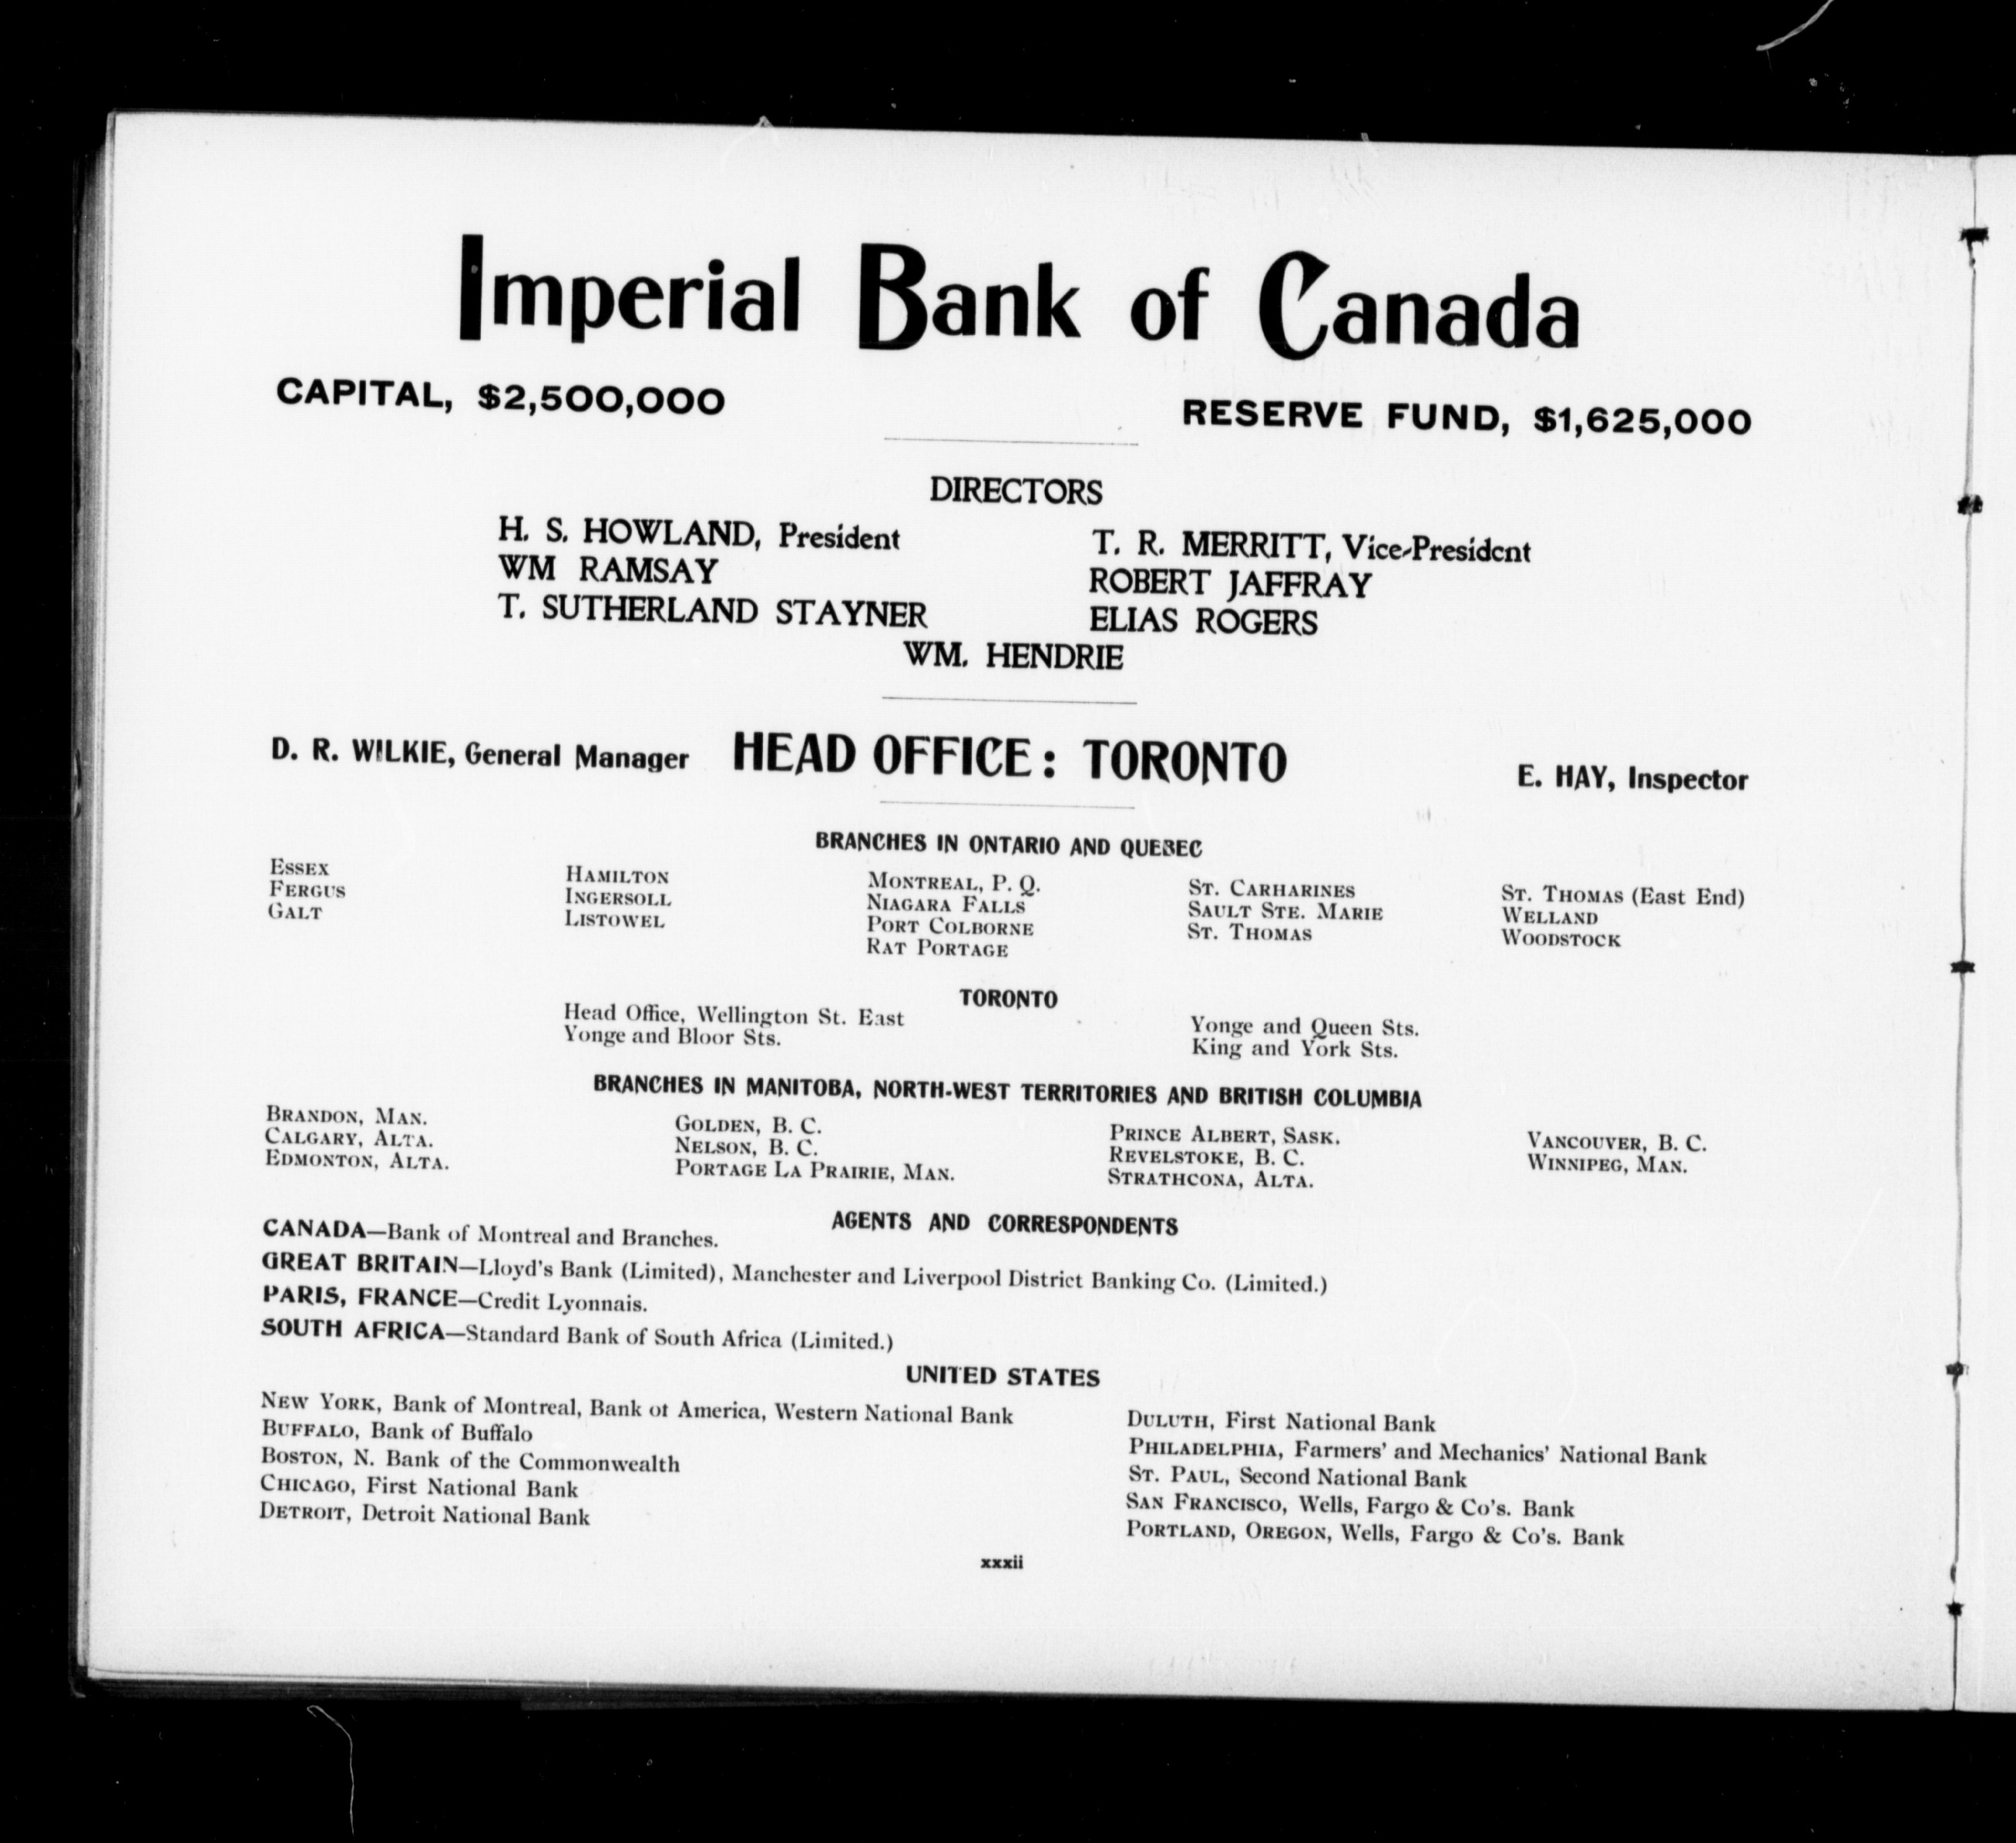 Imperial Bank of Canada
CAPITAL, $2,500,000
RESERVE FUND, $1,625,000
DIRECTORS
H. S. HOWLAND, President
T. R. MERRITT, Vice-President
WM RAMSAY
ROBERT JAFFRAY
T. SUTHERLAND STAYNER
ELIAS ROGERS
WM. HENDRIE
D. R. WILKIE, General Manager
HEAD OFFICE: TORONTO
E. HAY, Inspector
BRANCHES IN ONTARIO AND QUEBEC
ESSEX
FERGUS
GALT
HAMILTON
INGERSOLL
LISTOWEL
MONTREAL, P. Q.
NIAGARA FALLS
PORT COLBORNE
RAT PORTAGE
ST. CARHARINES
SAULT STE. MARIE
ST. THOMAS
ST. THOMAS (East End)
WELLAND
WOODSTOCK
TORONTO
Head Office, Wellington St. East
Yonge and Bloor Sts.
Yonge and Queen Sts.
King and York Sts.
BRANCHES IN MANITOBA, NORTH-WEST TERRITORIES AND BRITISH COLUMBIA
BRANDON, MAN.
CALGARY, ALTA.
EDMONTON, ALTA.
GOLDEN, B. C.
NELSON, B. C.
PORTAGE LA PRAIRIE, MAN.
PRINCE ALBERT, SASK.
REVELSTOKE, B. C.
STRATHCONA, ALTA.
VANCOUVER, B. C.
WINNIPEG, MAN.
AGENTS AND CORRESPONDENTS
CANADA—Bank of Montreal and Branches.
GREAT BRITAIN—Lloyd's Bank (Limited), Manchester and Liverpool District Banking Co. (Limited.)
PARIS, FRANCE—Credit Lyonnais.
SOUTH AFRICA—Standard Bank of South Africa (Limited.)
UNITED STATES
NEW YORK, Bank of Montreal, Bank of America, Western National Bank
BUFFALO, Bank of Buffalo
BOSTON, N. Bank of the Commonwealth
CHICAGO, First National Bank
DETROIT, Detroit National Bank
DULUTH, First National Bank
PHILADELPHIA, Farmers' and Mechanics' National Bank
ST. PAUL, Second National Bank
SAN FRANCISCO, Wells, Fargo & Co's. Bank
PORTLAND, OREGON, Wells, Fargo & Co's. Bank
xxxii